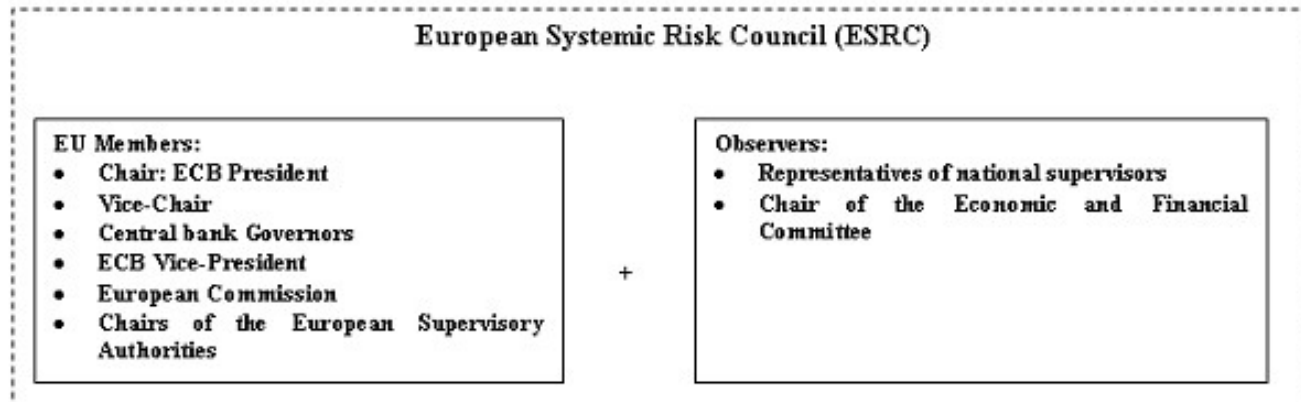 European Systemic Risk Council (ESRC)
EU Members:
• Chair: ECB President
• Vice-Chair
• Central bank Governors
• ECB Vice-President
• European Commission
• Chairs of the European Supervisory
Authorities
+
Observers:
• Representatives of national supervisors
• Chair of the Economic and Financial
Committee